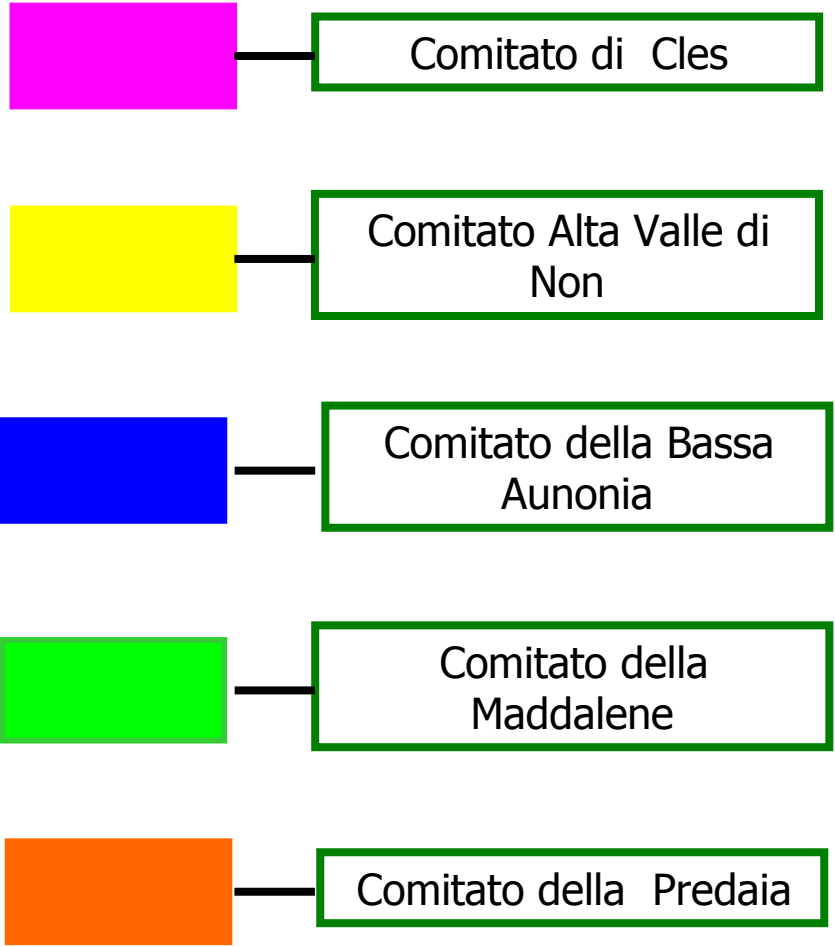 Comitato di  Cles
Comitato Alta Valle di
Non
Comitato della Bassa
Aunonia
Comitato della
Maddalene
Comitato della  Predaia